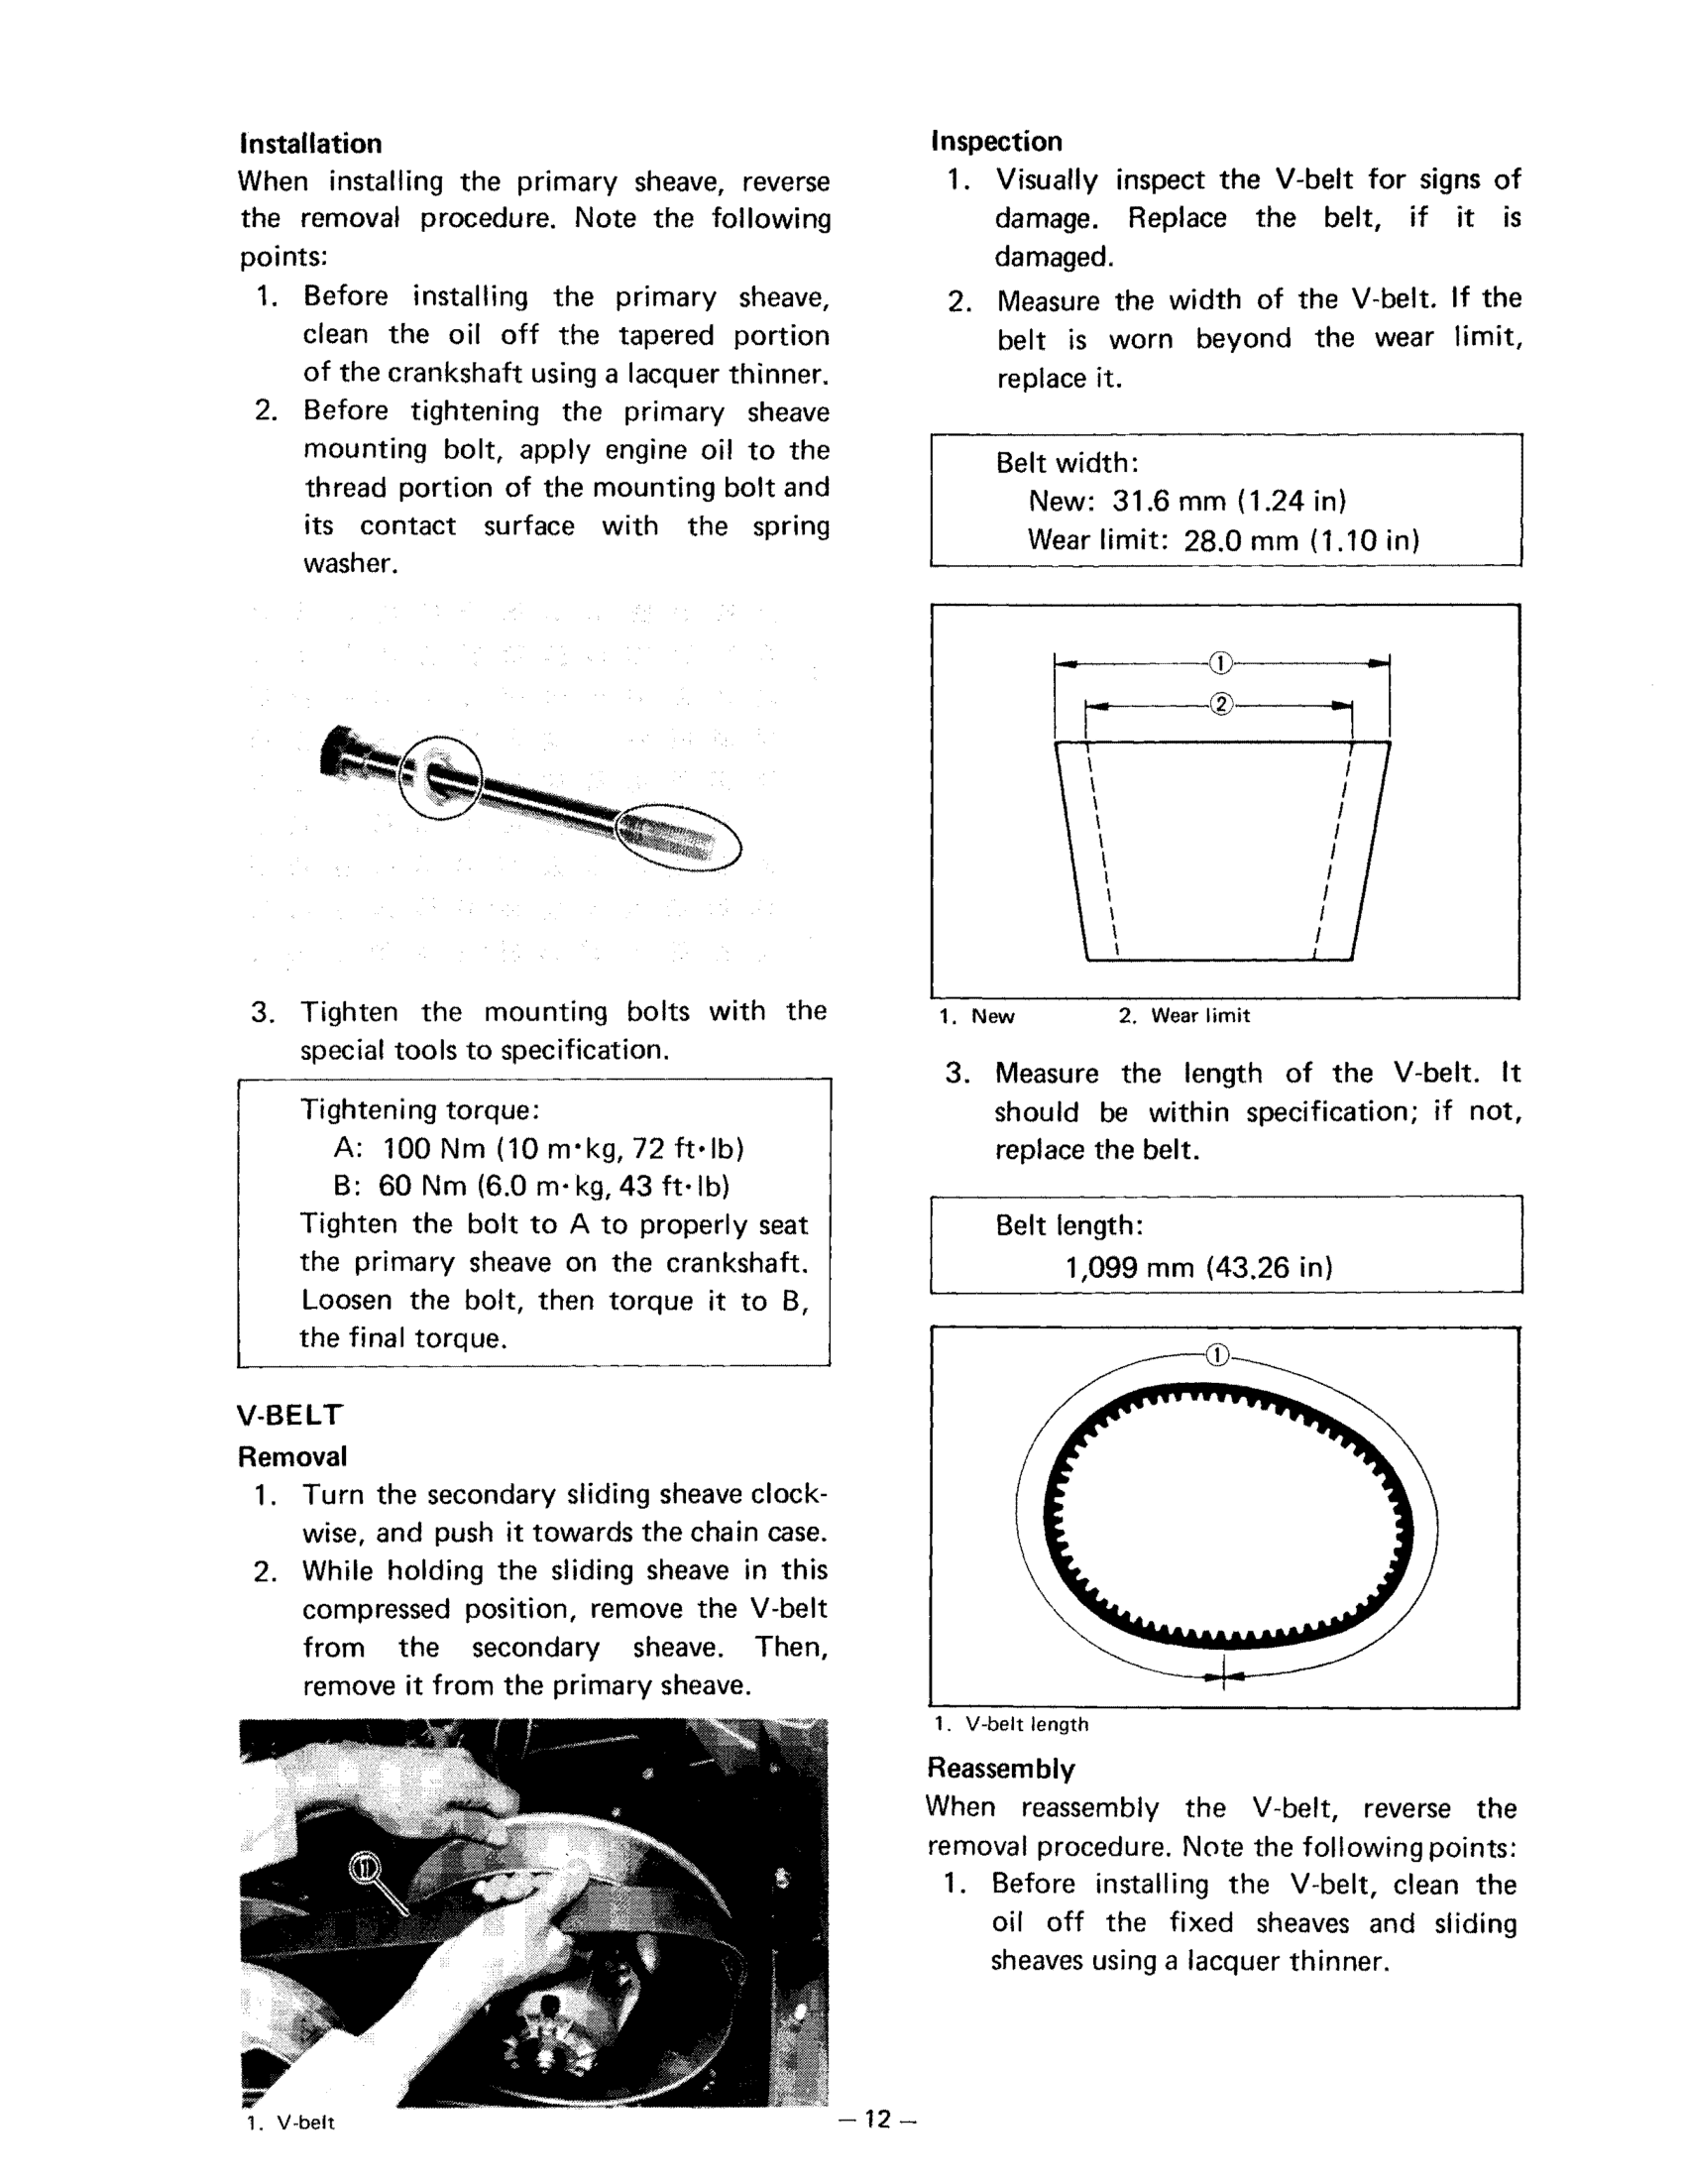 Installation
When installing the primary sheave, reverse
the removal procedure. Note the following
points:
1. Before installing the primary sheave,
clean the oil off the tapered portion
of the crankshaft using a lacquer thinner.
2. Before tightening the primary sheave
mounting bolt, apply engine oil to the
thread portion of the mounting bolt and
its contact surface with the spring
washer.
3. Tighten the mounting bolts with the
special tools to specification.
Tightening torque:
A: 100 Nm (10 m·kg, 72 ft·lb)
B: 60 Nm (6.0 m·kg, 43 ft·lb)
Tighten the bolt to A to properly seat
the primary sheave on the crankshaft.
Loosen the bolt, then torque it to B,
the final torque.
V-BELT
Removal
1. Turn the secondary sliding sheave clock-
wise, and push it towards the chain case.
2. While holding the sliding sheave in this
compressed position, remove the V-belt
from the secondary sheave. Then,
remove it from the primary sheave.
①
1. V-belt
Inspection
1. Visually inspect the V-belt for signs of
damage. Replace the belt, if it is
damaged.
2. Measure the width of the V-belt. If the
belt is worn beyond the wear limit,
replace it.
Belt width:
New: 31.6 mm (1.24 in)
Wear limit: 28.0 mm (1.10 in)
①
②
1. New 2. Wear limit
3. Measure the length of the V-belt. It
should be within specification; if not,
replace the belt.
Belt length:
1,099 mm (43.26 in)
①
1. V-belt length
Reassembly
When reassembly the V-belt, reverse the
removal procedure. Note the following points:
1. Before installing the V-belt, clean the
oil off the fixed sheaves and sliding
sheaves using a lacquer thinner.
– 12 –